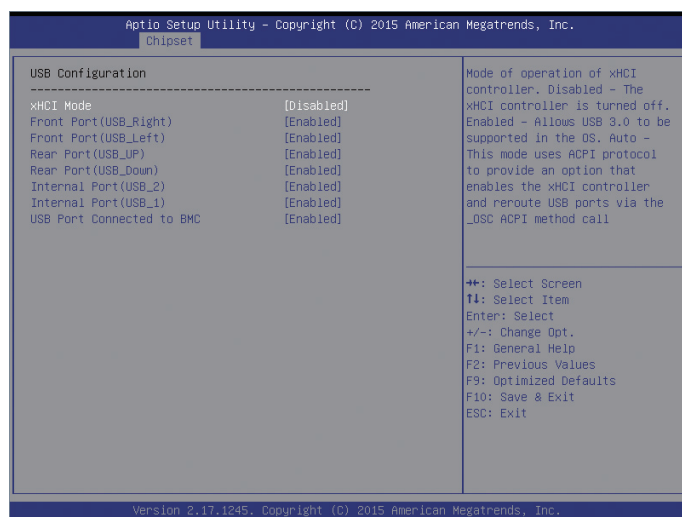 Aptio Setup Utility – Copyright (C) 2015 American Megatrends, Inc.
Chipset
USB Configuration
------------------------------------------------
xHCI Mode [Disabled]
Front Port(USB_Right) [Enabled]
Front Port(USB_Left) [Enabled]
Rear Port(USB_UP) [Enabled]
Rear Port(USB_Down) [Enabled]
Internal Port(USB_2) [Enabled]
Internal Port(USB_1) [Enabled]
USB Port Connected to BMC [Enabled]
Mode of operation of xHCI
controller. Disabled – The
xHCI controller is turned off.
Enabled – Allows USB 3.0 to be
supported in the OS. Auto –
This mode uses ACPI protocol
to provide an option that
enables the xHCI controller
and reroute USB ports via the
_OSC ACPI method call
→←: Select Screen
↑↓: Select Item
Enter: Select
+/-: Change Opt.
F1: General Help
F2: Previous Values
F9: Optimized Defaults
F10: Save & Exit
ESC: Exit
Version 2.17.1245. Copyright (C) 2015 American Megatrends, Inc.